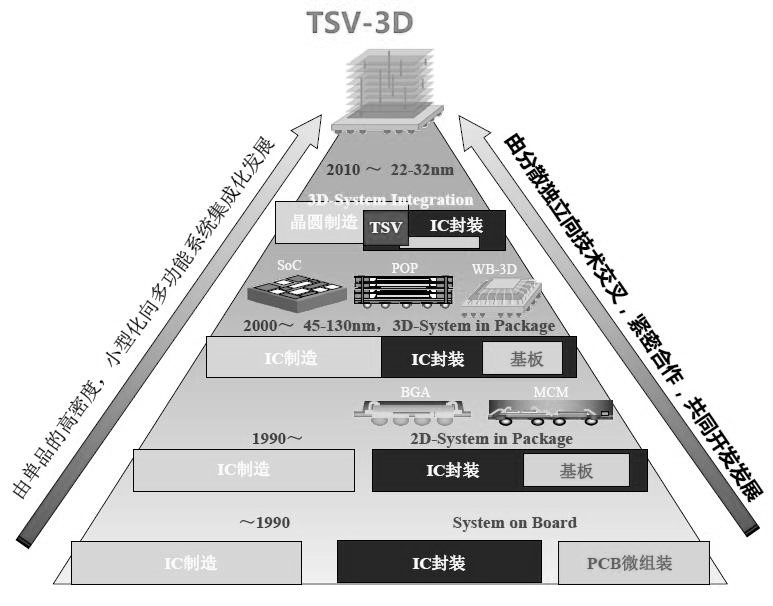 TSV-3D
由单品的高密度，小型化向多功能系统集成化发展
由分散独立向技术交叉，紧密合作，共同开发发展
2010～ 22-32nm
3D-System Integration
晶圆制造 TSV IC封装
SoC POP WB-3D
2000～ 45-130nm，3D-System in Package
IC制造 IC封装 基板
BGA MCM
1990～ 2D-System in Package
IC制造 IC封装 基板
～1990 System on Board
IC制造 IC封装 PCB微组装